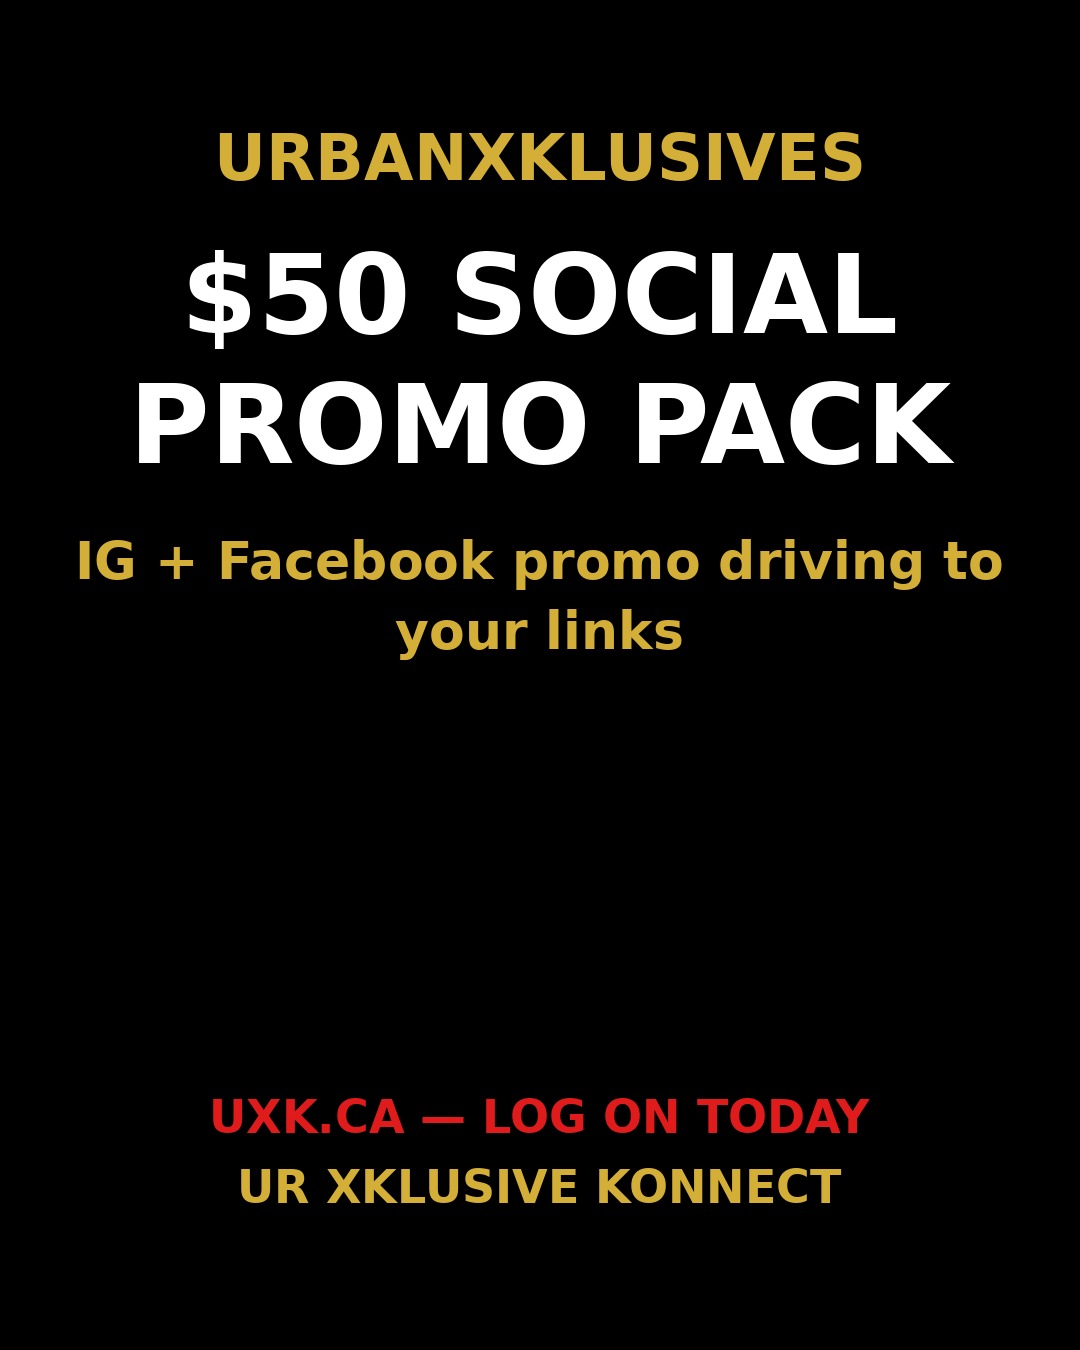 URBANXKLUSIVES
$50 SOCIAL
PROMO PACK
IG + Facebook promo driving to
your links
UXK.CA — LOG ON TODAY
UR XKLUSIVE KONNECT